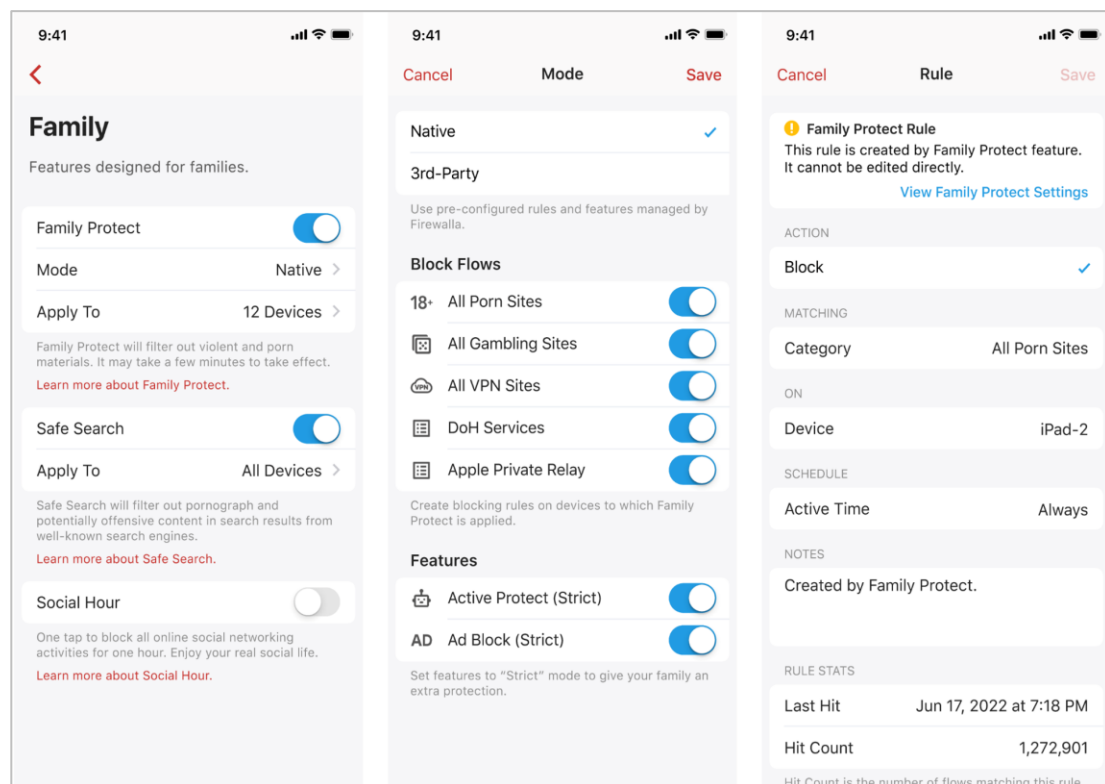 9:41
Family
Features designed for families.
Family Protect
Mode Native
Apply To 12 Devices
Family Protect will filter out violent and porn
materials. It may take a few minutes to take effect.
Learn more about Family Protect.
Safe Search
Apply To All Devices
Safe Search will filter out pornograph and
potentially offensive content in search results from
well-known search engines.
Learn more about Safe Search.
Social Hour
One tap to block all online social networking
activities for one hour. Enjoy your real social life.
Learn more about Social Hour.
9:41
Cancel Mode Save
Native
3rd-Party
Use pre-configured rules and features managed by
Firewalla.
Block Flows
18+ All Porn Sites
All Gambling Sites
VPN All VPN Sites
DoH Services
Apple Private Relay
Create blocking rules on devices to which Family
Protect is applied.
Features
Active Protect (Strict)
AD Ad Block (Strict)
Set features to "Strict" mode to give your family an
extra protection.
9:41
Cancel Rule Save
Family Protect Rule
This rule is created by Family Protect feature.
It cannot be edited directly.
View Family Protect Settings
ACTION
Block
MATCHING
Category All Porn Sites
ON
Device iPad-2
SCHEDULE
Active Time Always
NOTES
Created by Family Protect.
RULE STATS
Last Hit Jun 17, 2022 at 7:18 PM
Hit Count 1,272,901
Hit Count is the number of flows matching this rule